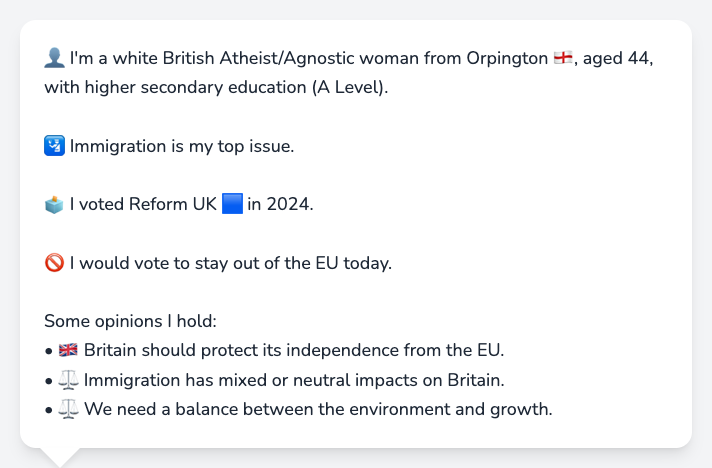 👤 I'm a white British Atheist/Agnostic woman from Orpington 🏴󠁧󠁢󠁥󠁮󠁧󠁿, aged 44,
with higher secondary education (A Level).
🛂 Immigration is my top issue.
🗳️ I voted Reform UK 🟦 in 2024.
🚫 I would vote to stay out of the EU today.
Some opinions I hold:
• 🇬🇧 Britain should protect its independence from the EU.
• ⚖️ Immigration has mixed or neutral impacts on Britain.
• ⚖️ We need a balance between the environment and growth.